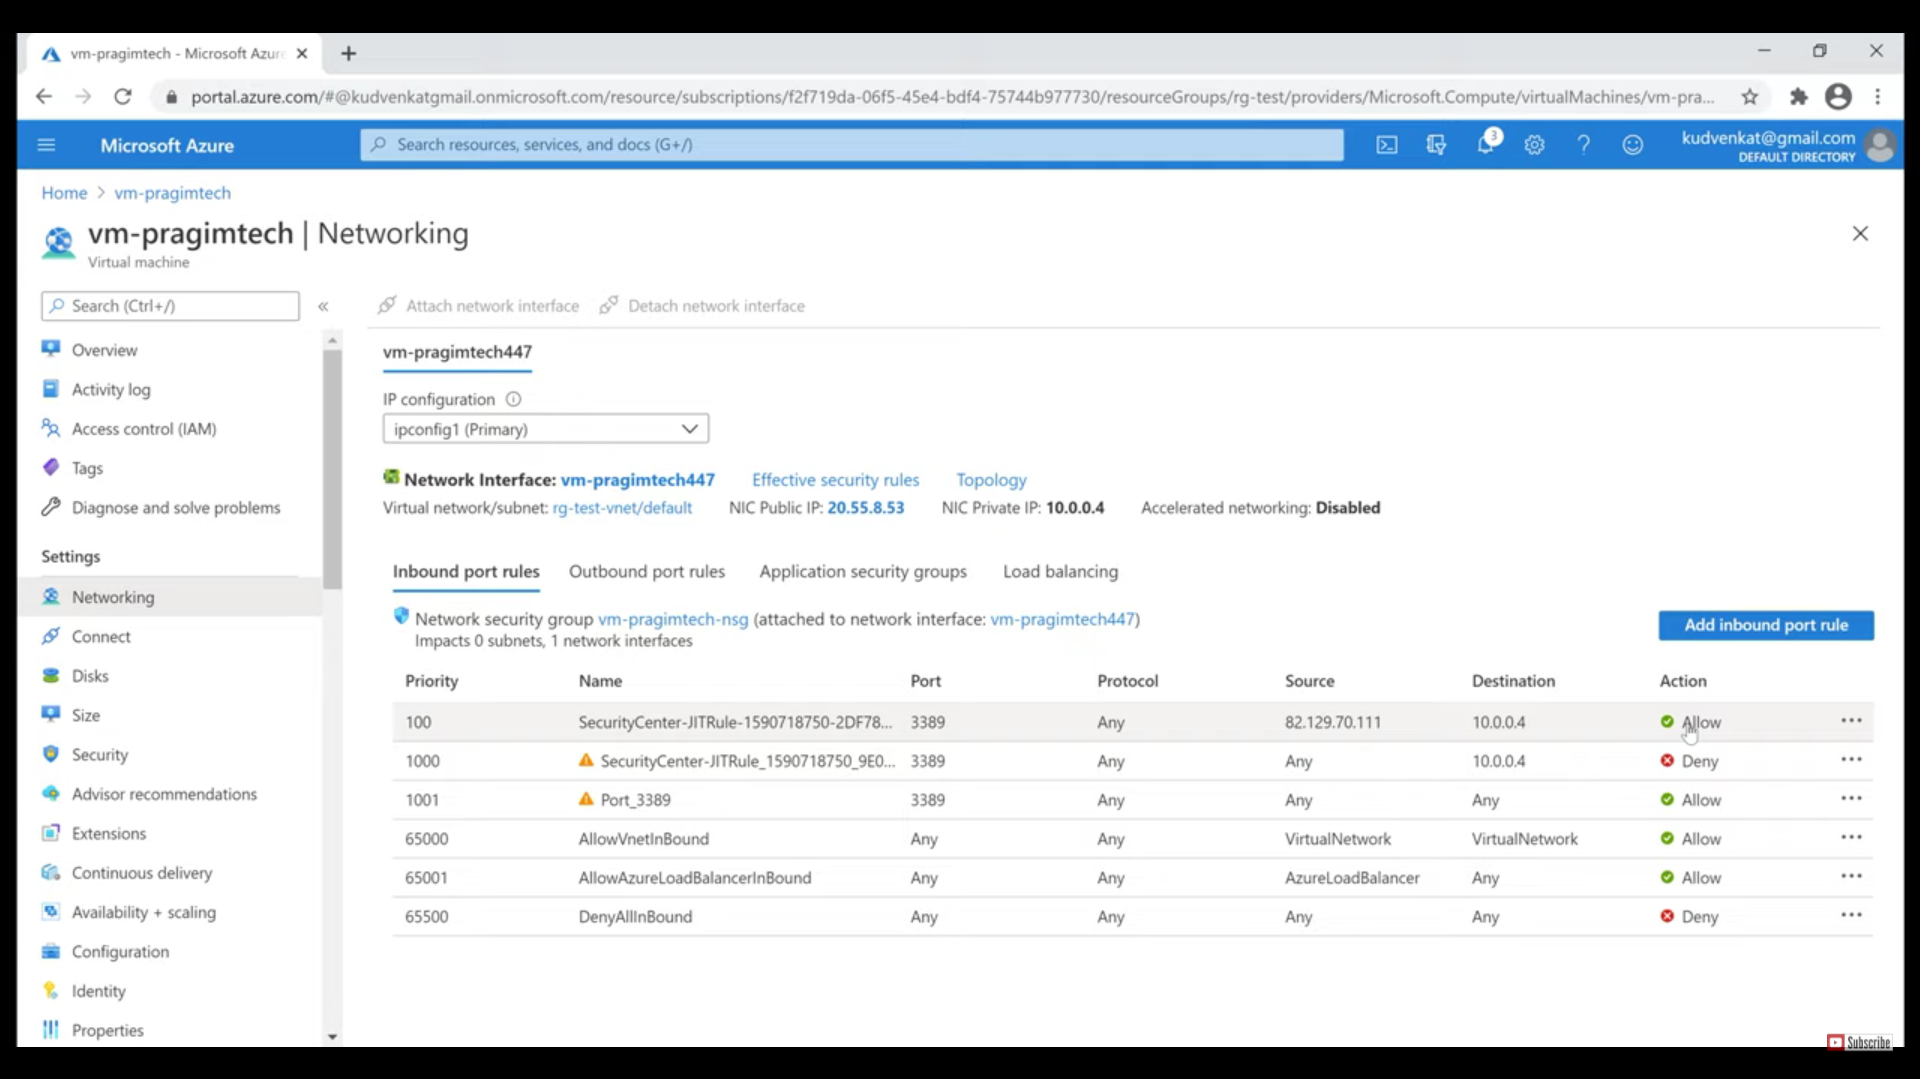 vm-pragimtech - Microsoft Azure
portal.azure.com/#@kudvenkatgmail.onmicrosoft.com/resource/subscriptions/f2f719da-06f5-45e4-bdf4-75744b977730/resourceGroups/rg-test/providers/Microsoft.Compute/virtualMachines/vm-pra...
Microsoft Azure
Search resources, services, and docs (G+/)
3
kudvenkat@gmail.com
DEFAULT DIRECTORY
Home > vm-pragimtech
vm-pragimtech | Networking
Virtual machine
Search (Ctrl+/)
«
Overview
Activity log
Access control (IAM)
Tags
Diagnose and solve problems
Settings
Networking
Connect
Disks
Size
Security
Advisor recommendations
Extensions
Continuous delivery
Availability + scaling
Configuration
Identity
Properties
Attach network interface Detach network interface
vm-pragimtech447
IP configuration
ipconfig1 (Primary)
Network Interface: vm-pragimtech447 Effective security rules Topology
Virtual network/subnet: rg-test-vnet/default NIC Public IP: 20.55.8.53 NIC Private IP: 10.0.0.4 Accelerated networking: Disabled
Inbound port rules Outbound port rules Application security groups Load balancing
Network security group vm-pragimtech-nsg (attached to network interface: vm-pragimtech447)
Impacts 0 subnets, 1 network interfaces
Add inbound port rule
Priority Name Port Protocol Source Destination Action
100 SecurityCenter-JITRule-1590718750-2DF78... 3389 Any 82.129.70.111 10.0.0.4 Allow ...
1000 SecurityCenter-JITRule_1590718750_9E0... 3389 Any Any 10.0.0.4 Deny ...
1001 Port_3389 3389 Any Any Any Allow ...
65000 AllowVnetInBound Any Any VirtualNetwork VirtualNetwork Allow ...
65001 AllowAzureLoadBalancerInBound Any Any AzureLoadBalancer Any Allow ...
65500 DenyAllInBound Any Any Any Any Deny ...
Subscribe